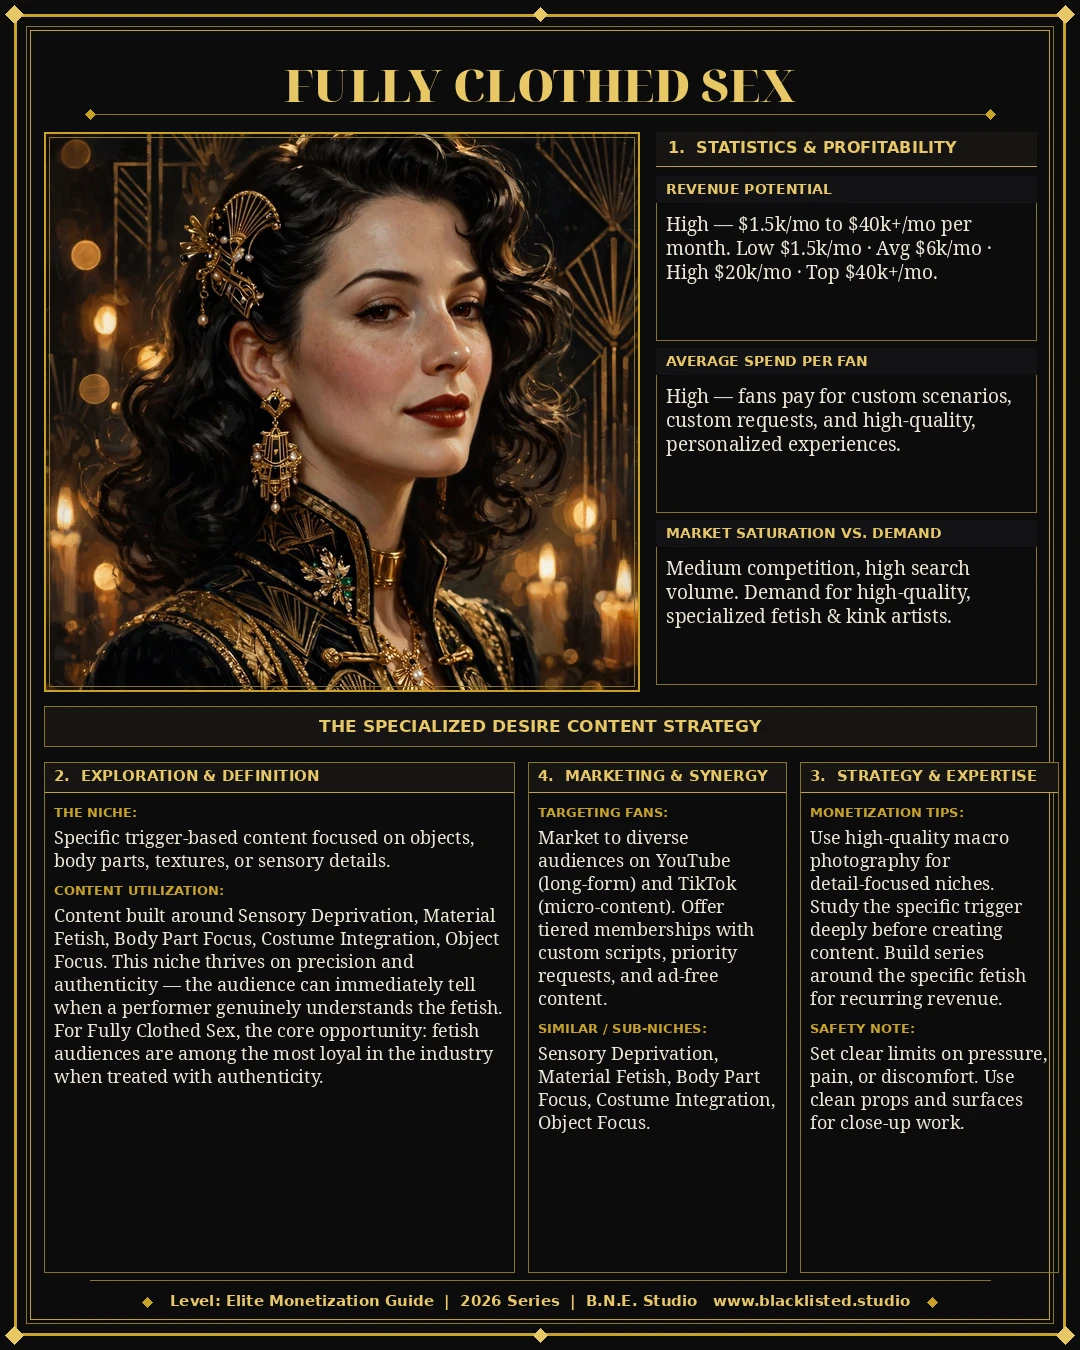 FULLY CLOTHED SEX
1. STATISTICS & PROFITABILITY
REVENUE POTENTIAL
High — $1.5k/mo to $40k+/mo per
month. Low $1.5k/mo · Avg $6k/mo ·
High $20k/mo · Top $40k+/mo.
AVERAGE SPEND PER FAN
High — fans pay for custom scenarios,
custom requests, and high-quality,
personalized experiences.
MARKET SATURATION VS. DEMAND
Medium competition, high search
volume. Demand for high-quality,
specialized fetish & kink artists.
THE SPECIALIZED DESIRE CONTENT STRATEGY
2. EXPLORATION & DEFINITION
THE NICHE:
Specific trigger-based content focused on objects,
body parts, textures, or sensory details.
CONTENT UTILIZATION:
Content built around Sensory Deprivation, Material
Fetish, Body Part Focus, Costume Integration, Object
Focus. This niche thrives on precision and
authenticity — the audience can immediately tell
when a performer genuinely understands the fetish.
For Fully Clothed Sex, the core opportunity: fetish
audiences are among the most loyal in the industry
when treated with authenticity.
4. MARKETING & SYNERGY
TARGETING FANS:
Market to diverse
audiences on YouTube
(long-form) and TikTok
(micro-content). Offer
tiered memberships with
custom scripts, priority
requests, and ad-free
content.
SIMILAR / SUB-NICHES:
Sensory Deprivation,
Material Fetish, Body Part
Focus, Costume Integration,
Object Focus.
3. STRATEGY & EXPERTISE
MONETIZATION TIPS:
Use high-quality macro
photography for
detail-focused niches.
Study the specific trigger
deeply before creating
content. Build series
around the specific fetish
for recurring revenue.
SAFETY NOTE:
Set clear limits on pressure,
pain, or discomfort. Use
clean props and surfaces
for close-up work.
Level: Elite Monetization Guide | 2026 Series | B.N.E. Studio www.blacklisted.studio